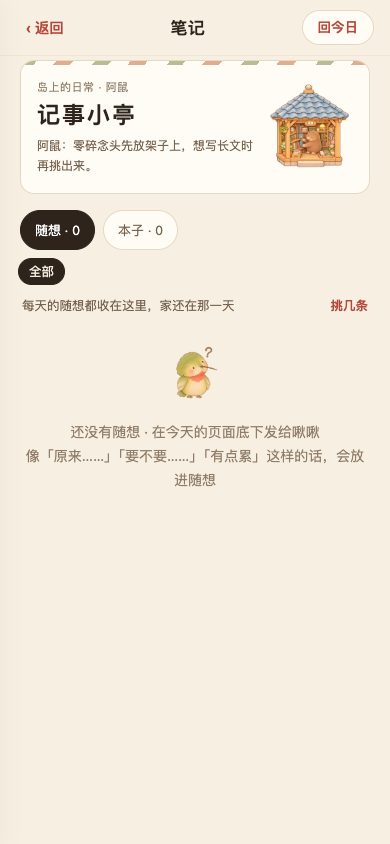 ‹ 返回
笔记
回今日
岛上的日常 · 阿鼠
记事小亭
阿鼠：零碎念头先放架子上，想写长文时
再挑出来。
随想 · 0
本子 · 0
全部
每天的随想都收在这里，家还在那一天
挑几条
?
还没有随想 · 在今天的页面底下发给啾啾
像「原来……」「要不要……」「有点累」这样的话，会放
进随想